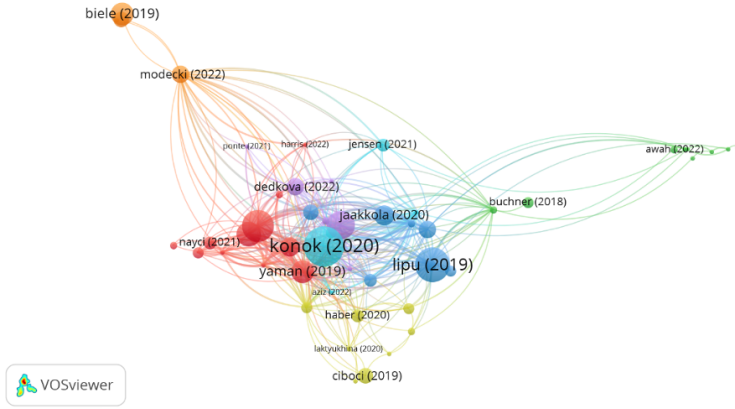 biele (2019)
modecki (2022)
ponte (2021)
harris (2022)
jensen (2021)
awah (2022)
dedkova (2022)
buchner (2018)
jaakkola (2020)
nayci (2021)
konok (2020)
yaman (2019)
lipu (2019)
aziz (2022)
haber (2020)
laktyukhina (2020)
ciboci (2019)
VOSviewer